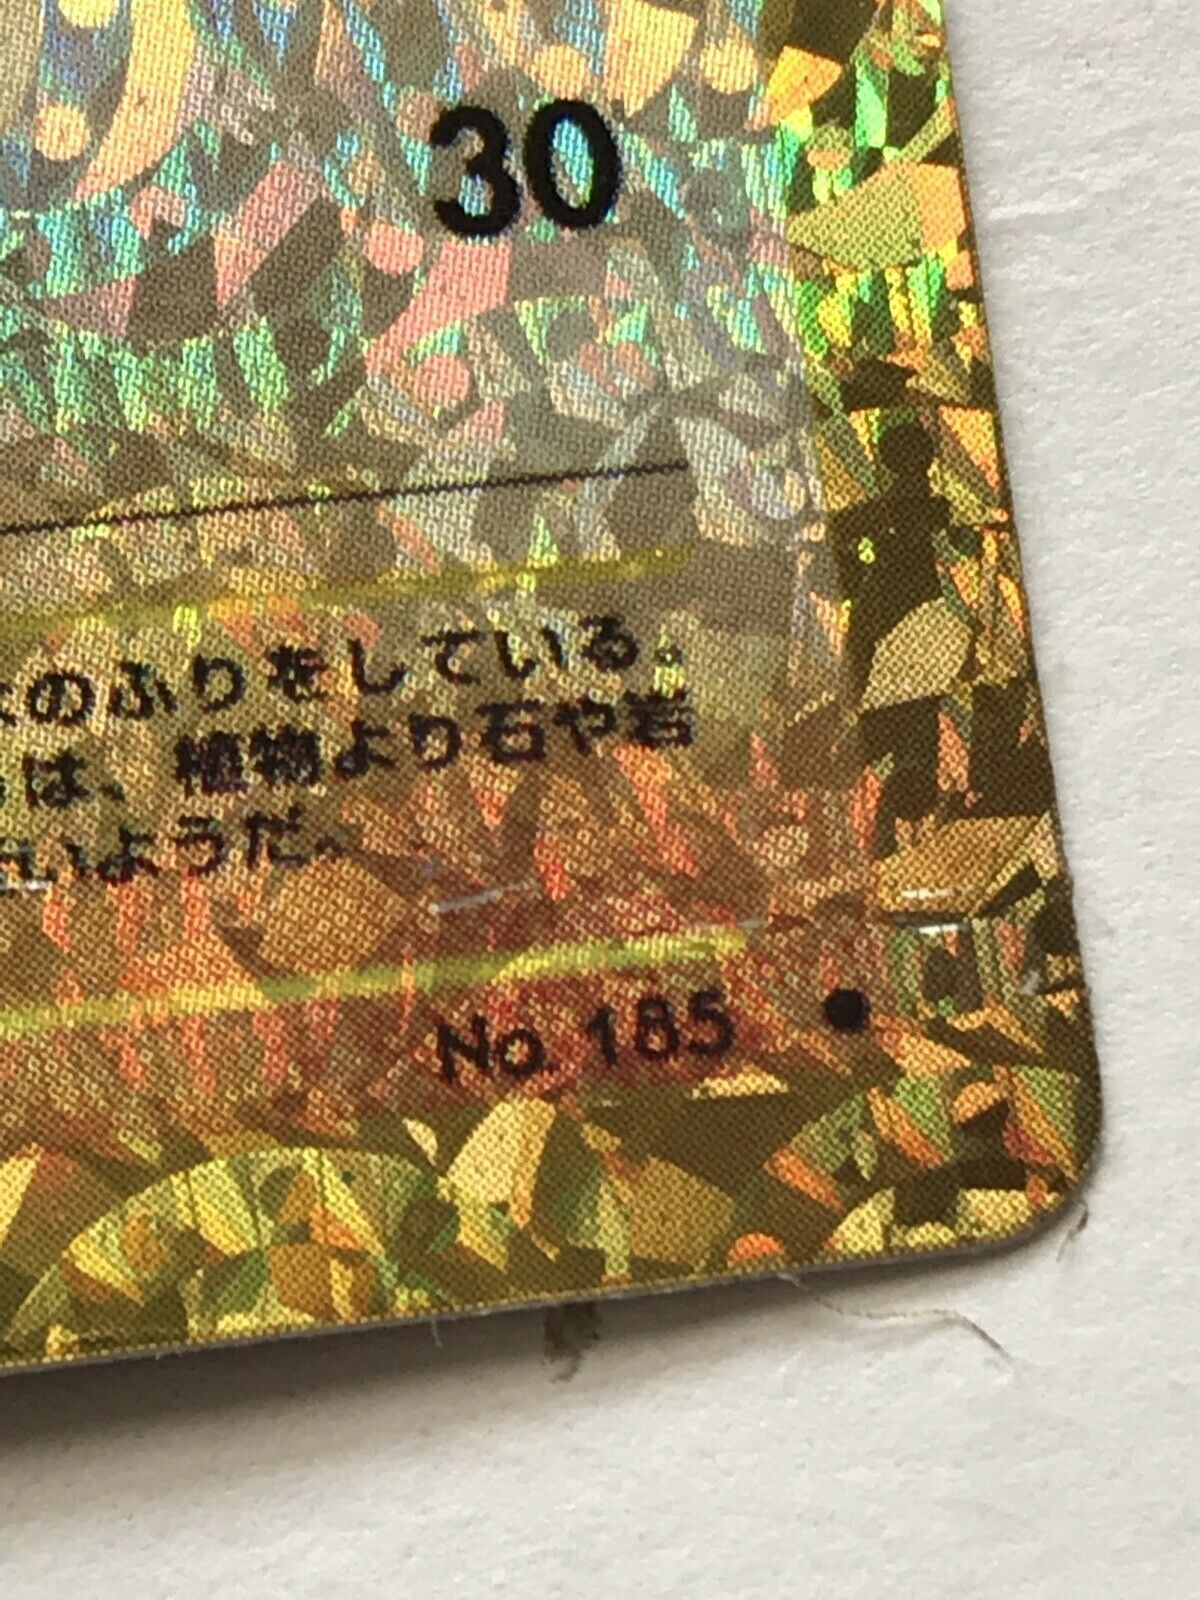 30
のふりをしている。
は、植物より石や岩
いようだ。
No. 185 ●